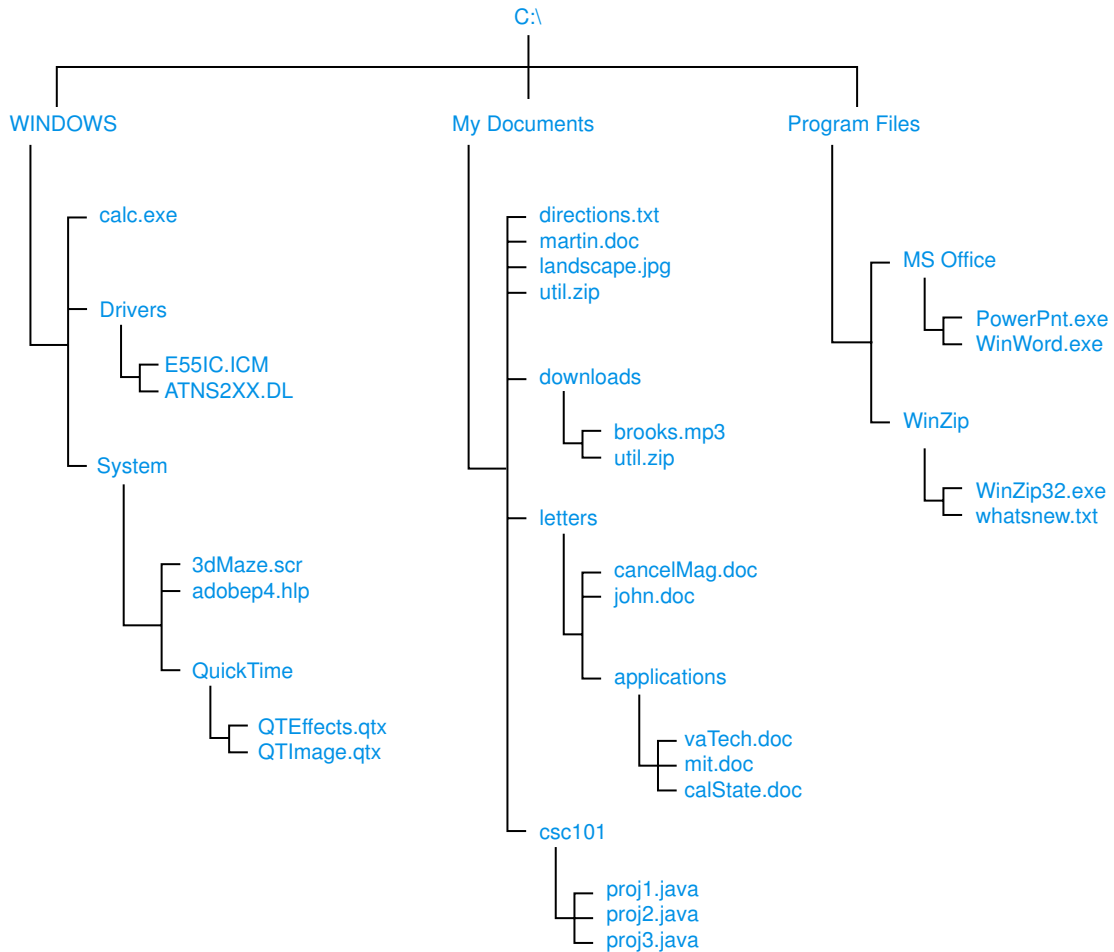 C:\
WINDOWS
calc.exe
Drivers
E55IC.ICM
ATNS2XX.DL
System
3dMaze.scr
adobep4.hlp
QuickTime
QTEffects.qtx
QTImage.qtx
My Documents
directions.txt
martin.doc
landscape.jpg
util.zip
downloads
brooks.mp3
util.zip
letters
cancelMag.doc
john.doc
applications
vaTech.doc
mit.doc
calState.doc
csc101
proj1.java
proj2.java
proj3.java
Program Files
MS Office
PowerPnt.exe
WinWord.exe
WinZip
WinZip32.exe
whatsnew.txt